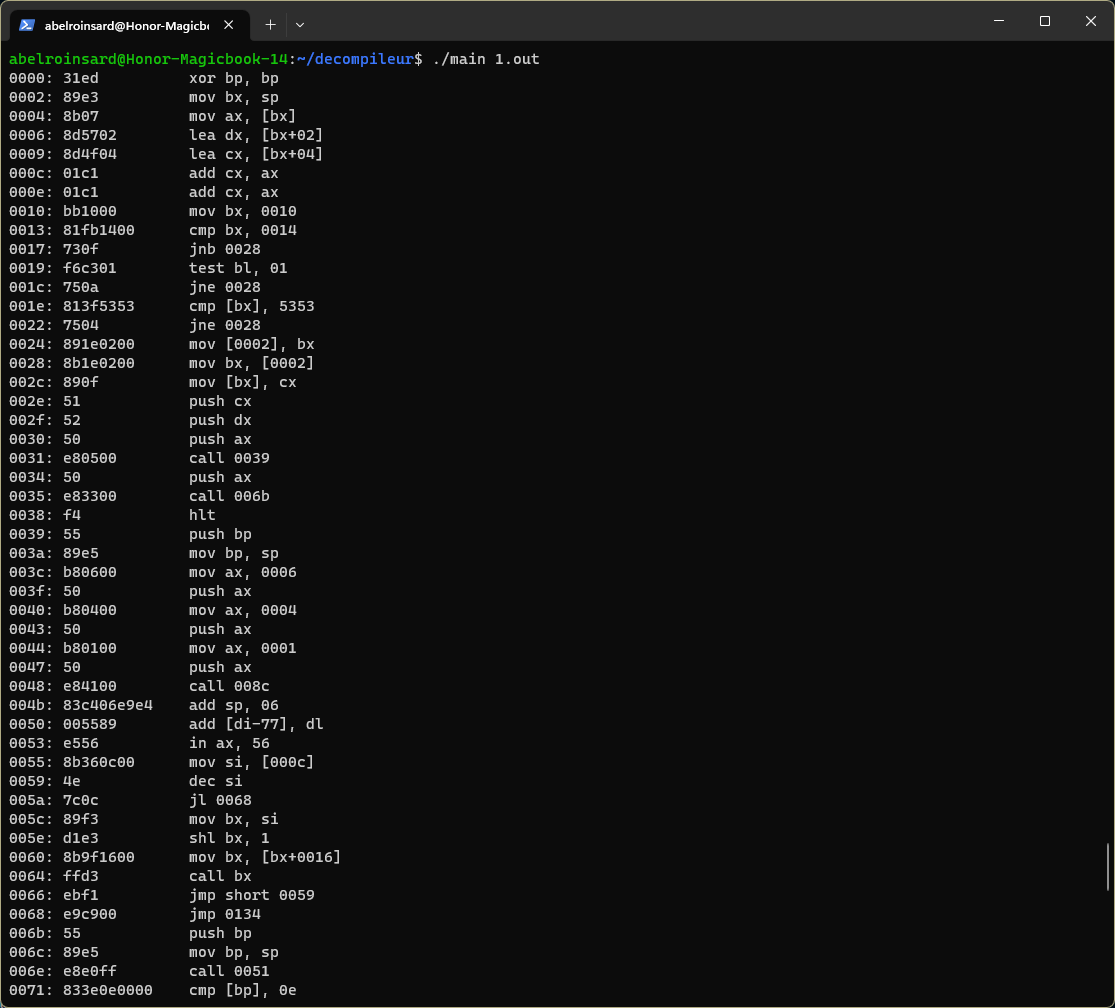 abelroinsard@Honor-Magicb
abelroinsard@Honor-Magicbook-14:~/decompileur$ ./main 1.out
0000: 31ed          xor bp, bp
0002: 89e3          mov bx, sp
0004: 8b07          mov ax, [bx]
0006: 8d5702        lea dx, [bx+02]
0009: 8d4f04        lea cx, [bx+04]
000c: 01c1          add cx, ax
000e: 01c1          add cx, ax
0010: bb1000        mov bx, 0010
0013: 81fb1400      cmp bx, 0014
0017: 730f          jnb 0028
0019: f6c301        test bl, 01
001c: 750a          jne 0028
001e: 813f5353      cmp [bx], 5353
0022: 7504          jne 0028
0024: 891e0200      mov [0002], bx
0028: 8b1e0200      mov bx, [0002]
002c: 890f          mov [bx], cx
002e: 51            push cx
002f: 52            push dx
0030: 50            push ax
0031: e80500        call 0039
0034: 50            push ax
0035: e83300        call 006b
0038: f4            hlt
0039: 55            push bp
003a: 89e5          mov bp, sp
003c: b80600        mov ax, 0006
003f: 50            push ax
0040: b80400        mov ax, 0004
0043: 50            push ax
0044: b80100        mov ax, 0001
0047: 50            push ax
0048: e84100        call 008c
004b: 83c406e9e4    add sp, 06
0050: 005589        add [di-77], dl
0053: e556          in ax, 56
0055: 8b360c00      mov si, [000c]
0059: 4e            dec si
005a: 7c0c          jl 0068
005c: 89f3          mov bx, si
005e: d1e3          shl bx, 1
0060: 8b9f1600      mov bx, [bx+0016]
0064: ffd3          call bx
0066: ebf1          jmp short 0059
0068: e9c900        jmp 0134
006b: 55            push bp
006c: 89e5          mov bp, sp
006e: e8e0ff        call 0051
0071: 833e0e0000    cmp [bp], 0e